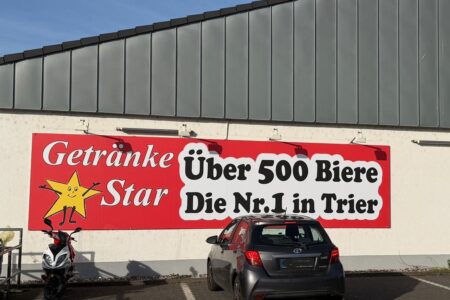 Getränke
Star
Über 500 Biere
Die Nr.1 in Trier